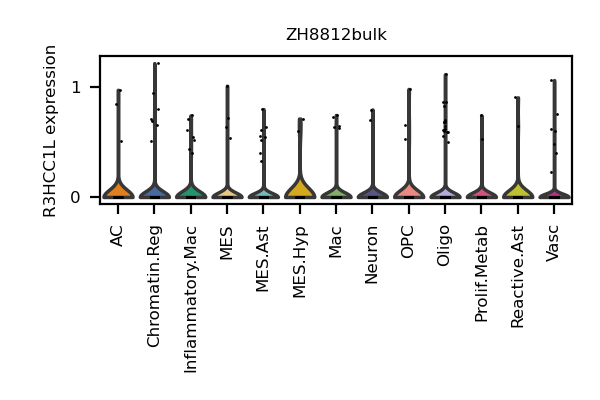 ZH8812bulk
R3HCC1L expression
1
0
AC
Chromatin.Reg
Inflammatory.Mac
MES
MES.Ast
MES.Hyp
Mac
Neuron
OPC
Oligo
Prolif.Metab
Reactive.Ast
Vasc